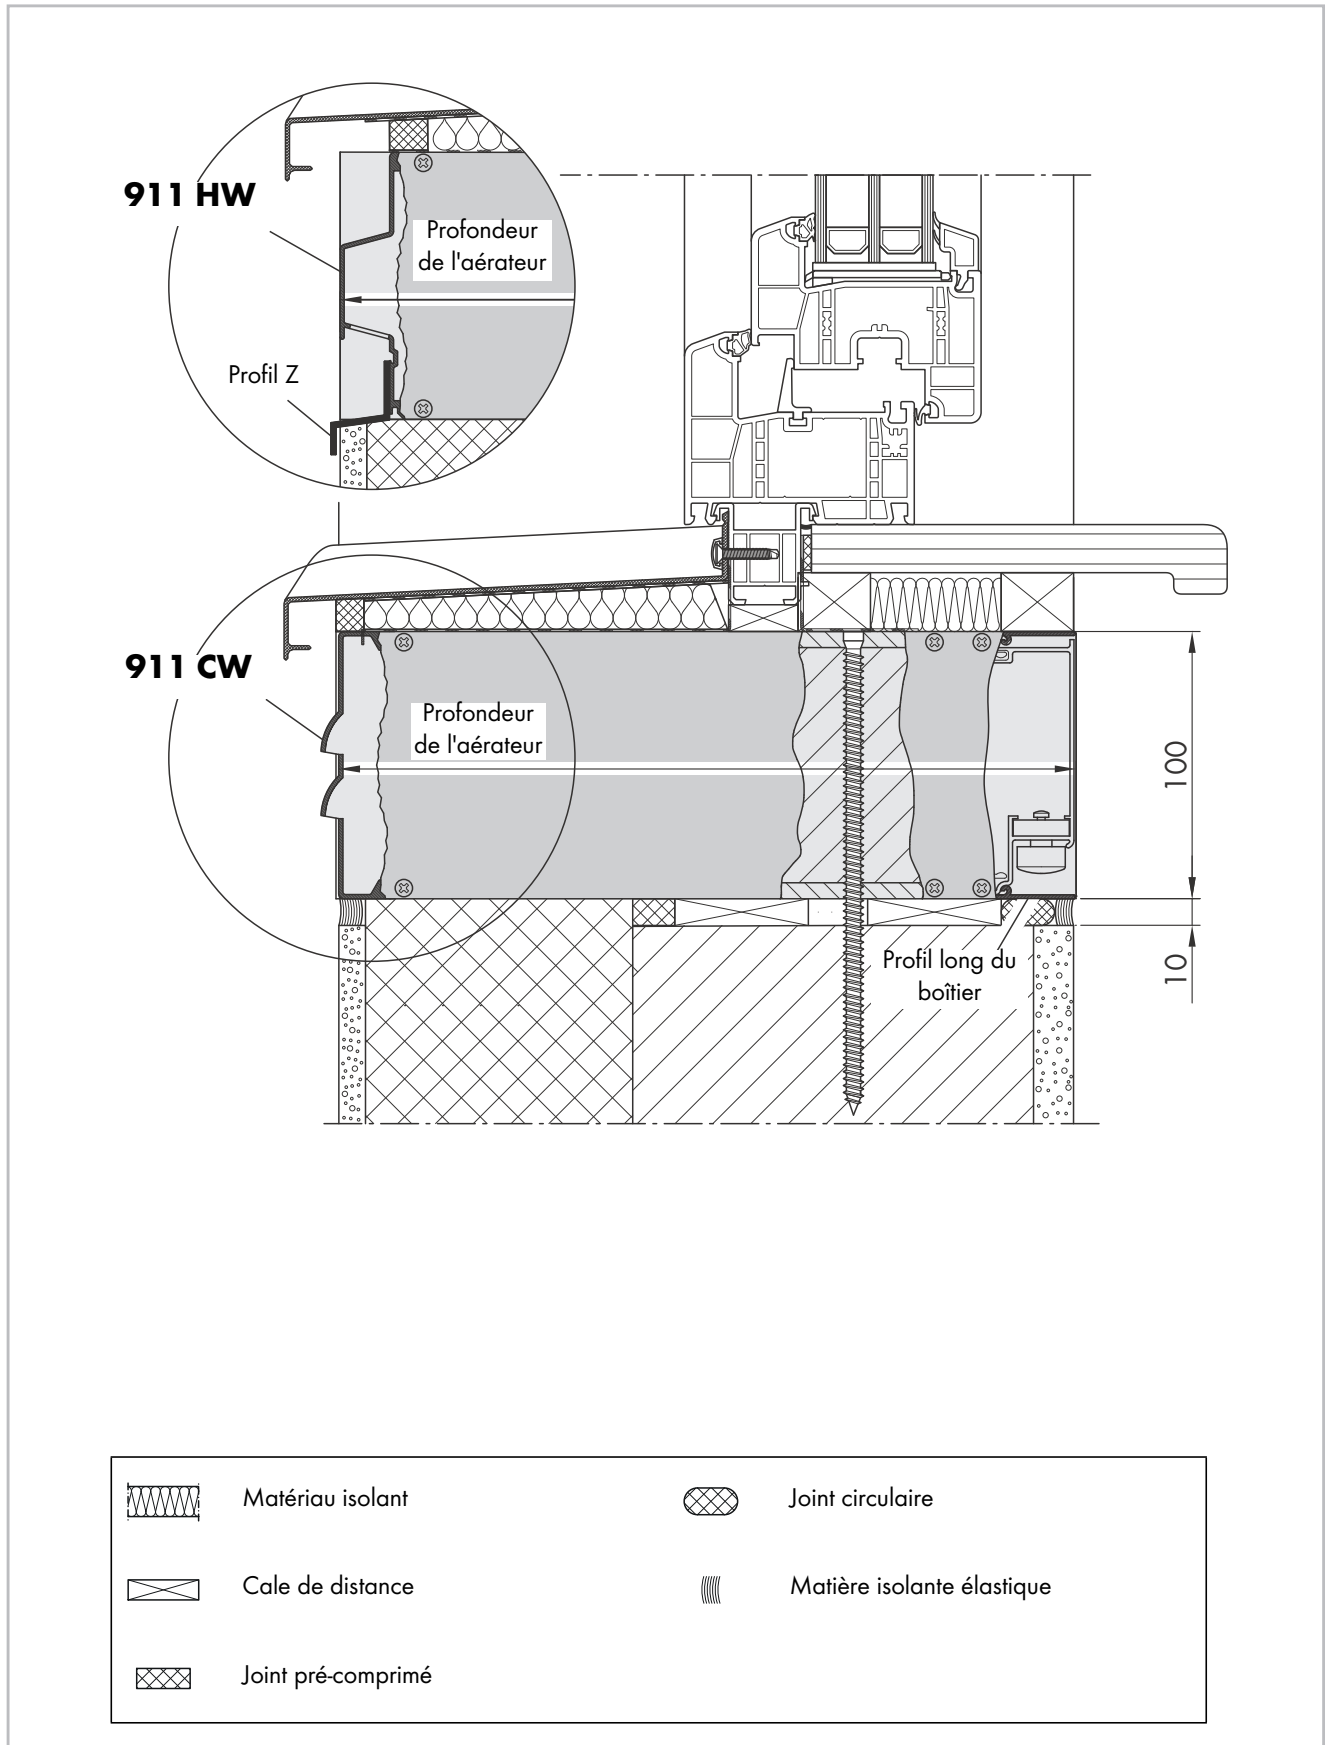 911 HW
Profondeur
de l'aérateur
Profil Z
911 CW
Profondeur
de l'aérateur
100
Profil long du
boîtier
10
Matériau isolant
Joint circulaire
Cale de distance
Matière isolante élastique
Joint pré-comprimé